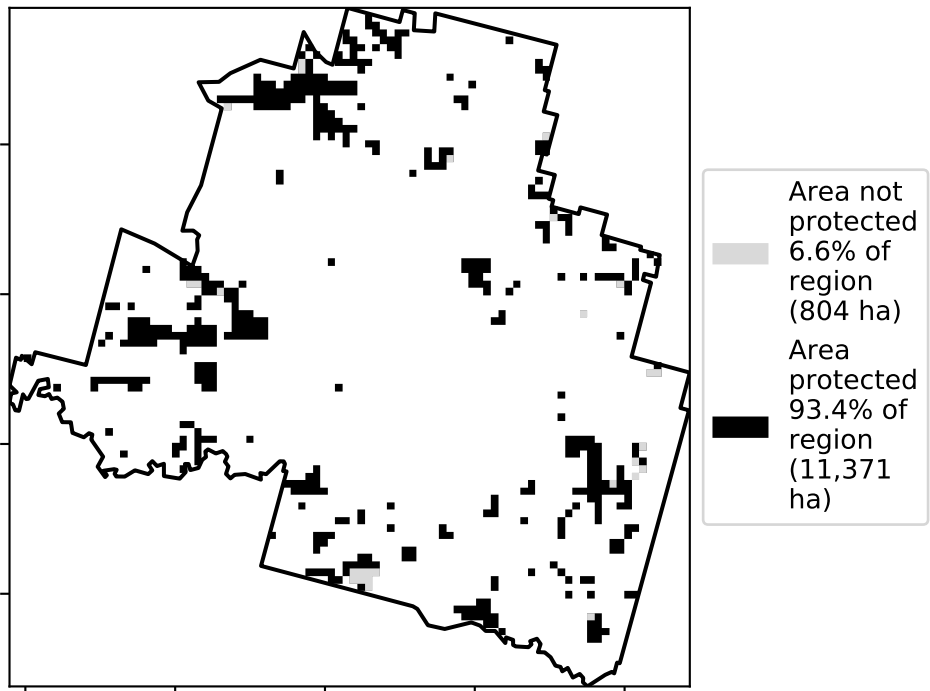 Area not
protected
6.6% of
region
(804 ha)
Area
protected
93.4% of
region
(11,371
ha)